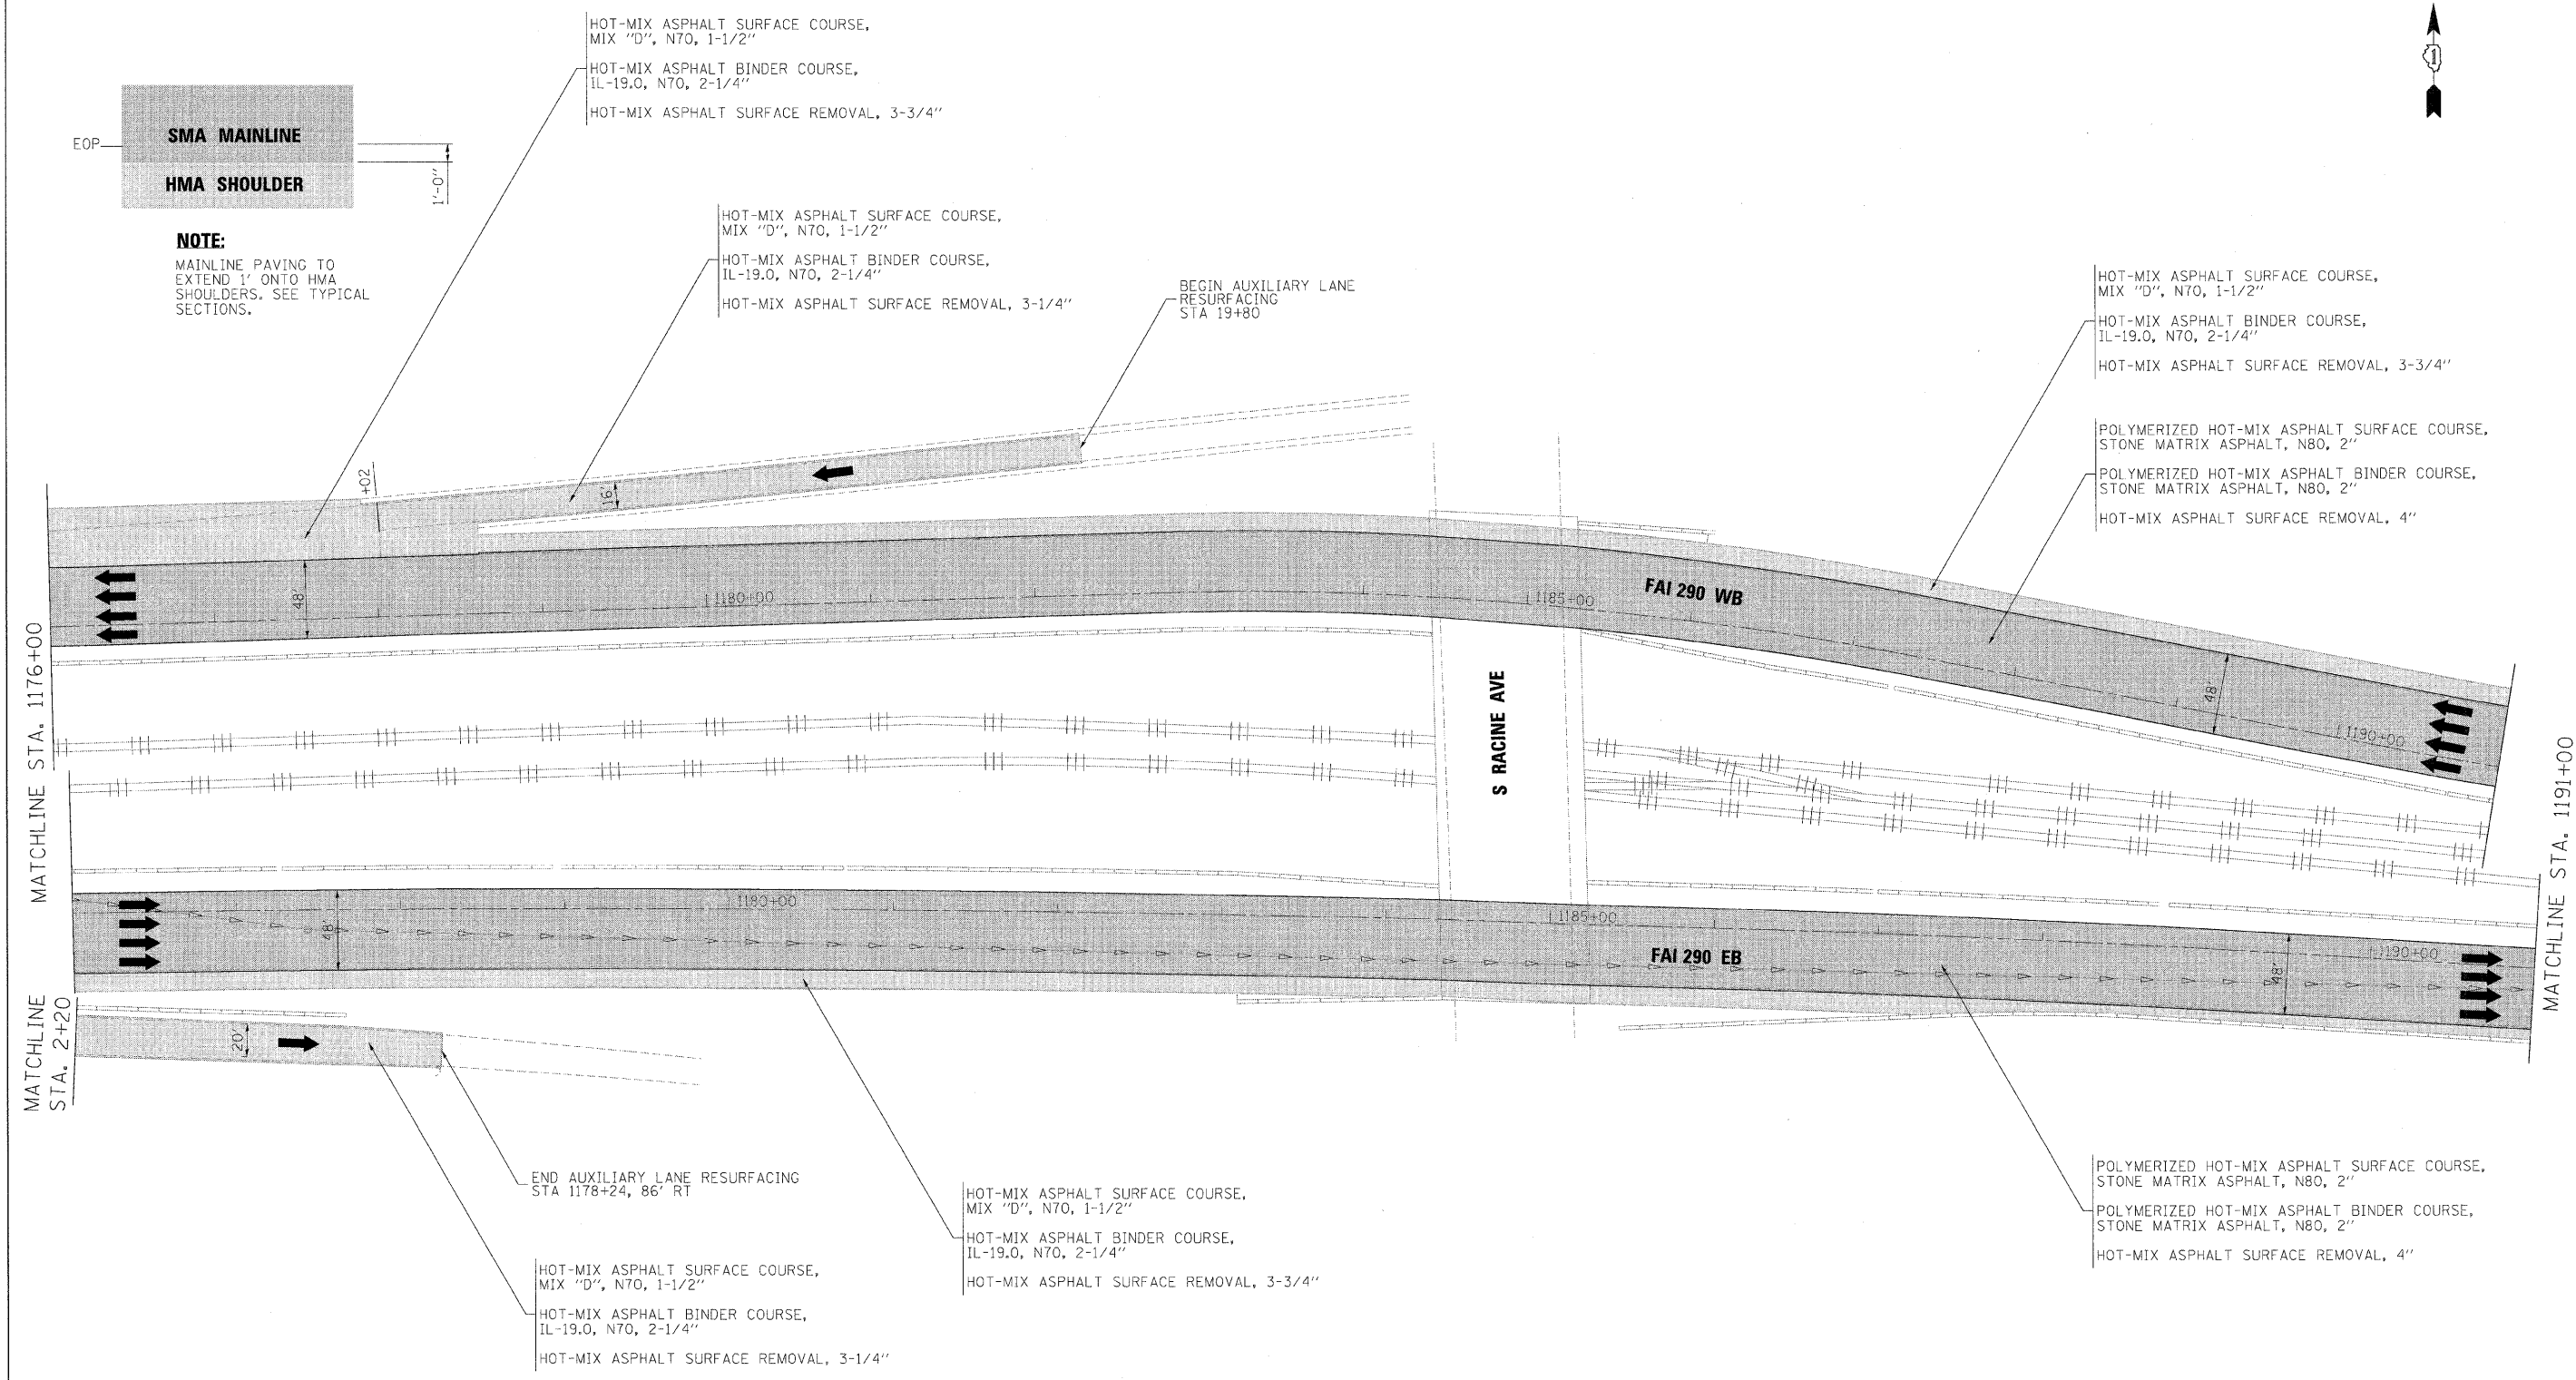 HOT-MIX ASPHALT SURFACE COURSE,
MIX "D", N70, 1-1/2"
HOT-MIX ASPHALT BINDER COURSE,
IL-19.0, N70, 2-1/4"
HOT-MIX ASPHALT SURFACE REMOVAL, 3-3/4"
1
SMA MAINLINE
EOP
HMA SHOULDER
1'-0"
NOTE:
MAINLINE PAVING TO
EXTEND 1' ONTO HMA
SHOULDERS. SEE TYPICAL
SECTIONS.
HOT-MIX ASPHALT SURFACE COURSE,
MIX "D", N70, 1-1/2"
HOT-MIX ASPHALT BINDER COURSE,
IL-19.0, N70, 2-1/4"
HOT-MIX ASPHALT SURFACE REMOVAL, 3-1/4"
BEGIN AUXILIARY LANE
RESURFACING
STA 19+80
HOT-MIX ASPHALT SURFACE COURSE,
MIX "D", N70, 1-1/2"
HOT-MIX ASPHALT BINDER COURSE,
IL-19.0, N70, 2-1/4"
HOT-MIX ASPHALT SURFACE REMOVAL, 3-3/4"
POLYMERIZED HOT-MIX ASPHALT SURFACE COURSE,
STONE MATRIX ASPHALT, N80, 2"
POLYMERIZED HOT-MIX ASPHALT BINDER COURSE,
STONE MATRIX ASPHALT, N80, 2"
HOT-MIX ASPHALT SURFACE REMOVAL, 4"
+02
16'
48'
1180+00
1185+00
FAI 290 WB
48'
1190+00
MATCHLINE STA. 1176+00
S RACINE AVE
MATCHLINE STA. 1191+00
48'
1180+00
1185+00
FAI 290 EB
48'
1190+00
MATCHLINE
STA. 2+20
20'
END AUXILIARY LANE RESURFACING
STA 1178+24, 86' RT
HOT-MIX ASPHALT SURFACE COURSE,
MIX "D", N70, 1-1/2"
HOT-MIX ASPHALT BINDER COURSE,
IL-19.0, N70, 2-1/4"
HOT-MIX ASPHALT SURFACE REMOVAL, 3-1/4"
HOT-MIX ASPHALT SURFACE COURSE,
MIX "D", N70, 1-1/2"
HOT-MIX ASPHALT BINDER COURSE,
IL-19.0, N70, 2-1/4"
HOT-MIX ASPHALT SURFACE REMOVAL, 3-3/4"
POLYMERIZED HOT-MIX ASPHALT SURFACE COURSE,
STONE MATRIX ASPHALT, N80, 2"
POLYMERIZED HOT-MIX ASPHALT BINDER COURSE,
STONE MATRIX ASPHALT, N80, 2"
HOT-MIX ASPHALT SURFACE REMOVAL, 4"